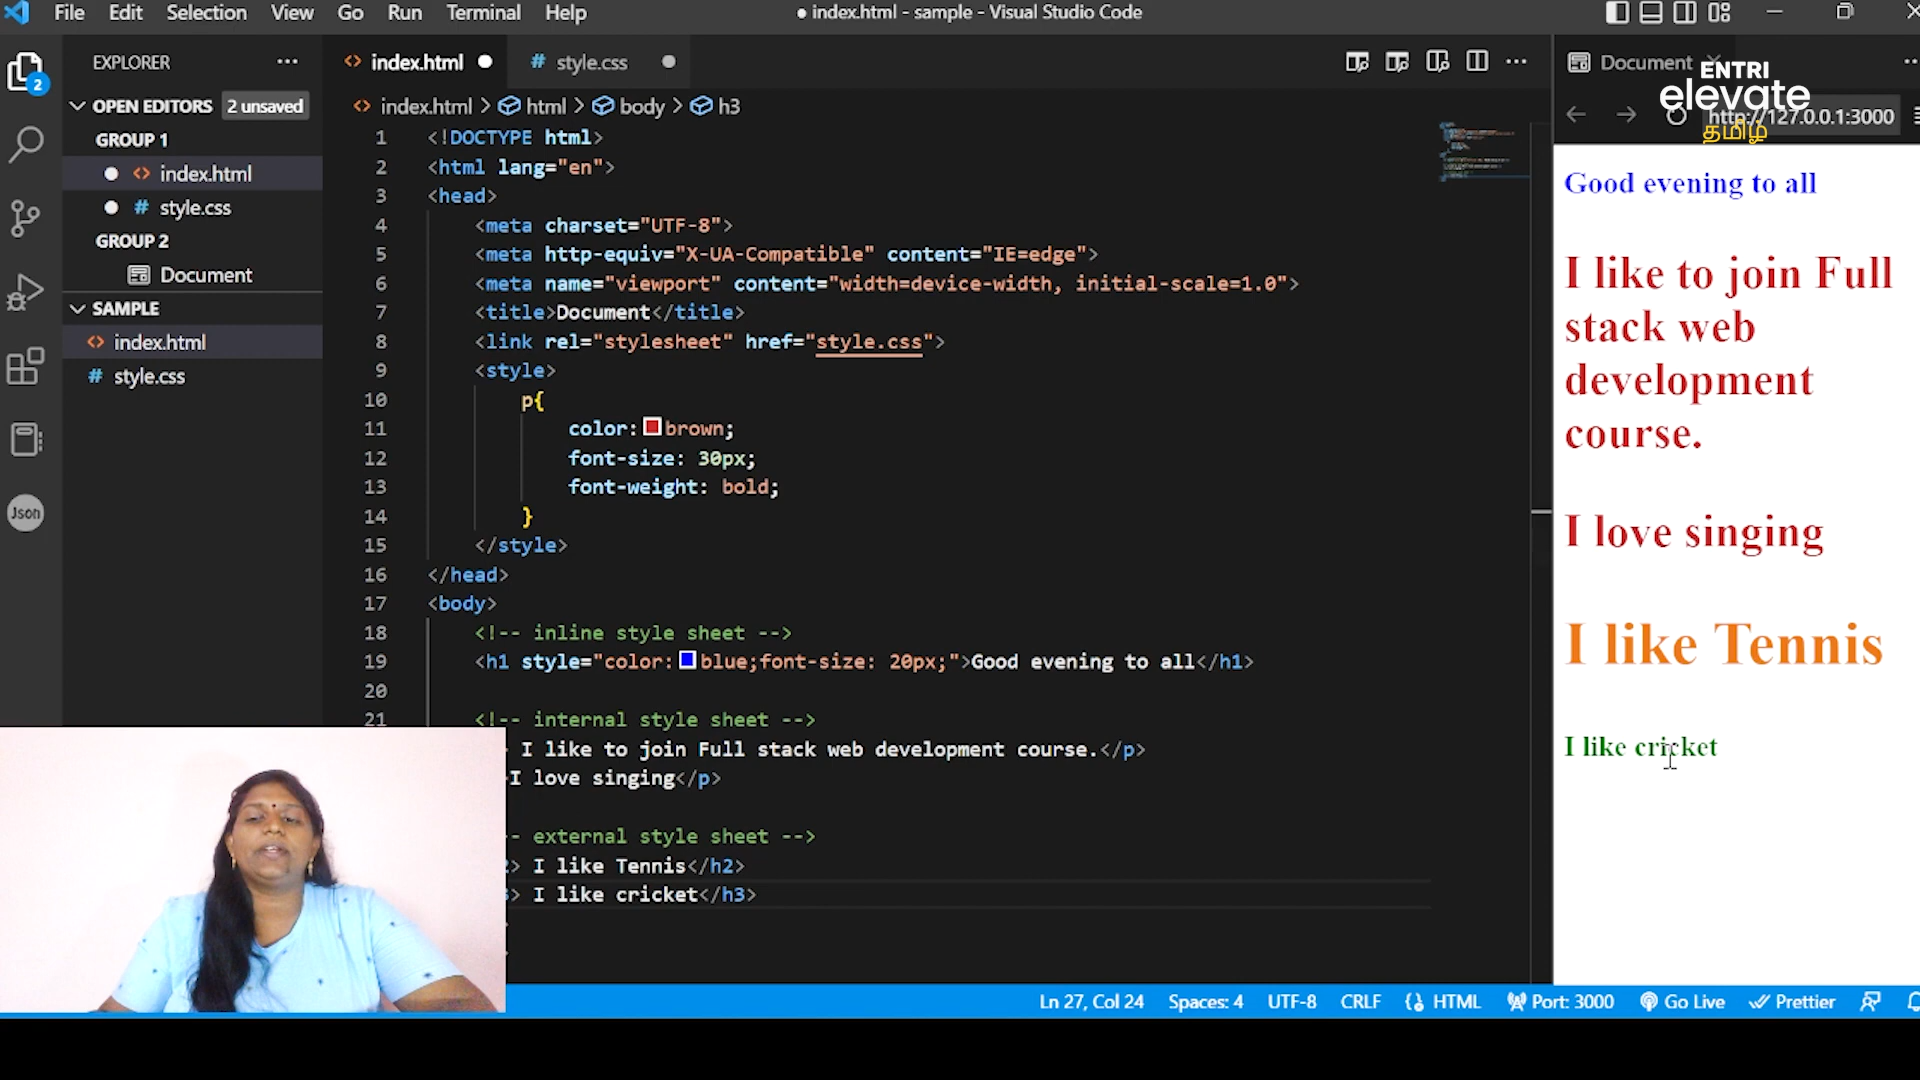 File Edit Selection View Go Run Terminal Help
● index.html - sample - Visual Studio Code
EXPLORER
OPEN EDITORS 2 unsaved
GROUP 1
index.html
# style.css
GROUP 2
Document
SAMPLE
index.html
# style.css
2
Json
index.html
# style.css
index.html > html > body > h3
1 <!DOCTYPE html>
2 <html lang="en">
3 <head>
4 <meta charset="UTF-8">
5 <meta http-equiv="X-UA-Compatible" content="IE=edge">
6 <meta name="viewport" content="width=device-width, initial-scale=1.0">
7 <title>Document</title>
8 <link rel="stylesheet" href="style.css">
9 <style>
10 p{
11 color: brown;
12 font-size: 30px;
13 font-weight: bold;
14 }
15 </style>
16 </head>
17 <body>
18 <!-- inline style sheet -->
19 <h1 style="color: blue;font-size: 20px;">Good evening to all</h1>
20
21 <!-- internal style sheet -->
I like to join Full stack web development course.</p>
I love singing</p>
external style sheet -->
> I like Tennis</h2>
> I like cricket</h3>
Document
ENTRI
elevate
தமிழ்
http://127.0.0.1:3000
Good evening to all
I like to join Full
stack web
development
course.
I love singing
I like Tennis
I like cricket
Ln 27, Col 24 Spaces: 4 UTF-8 CRLF HTML Port: 3000 Go Live Prettier